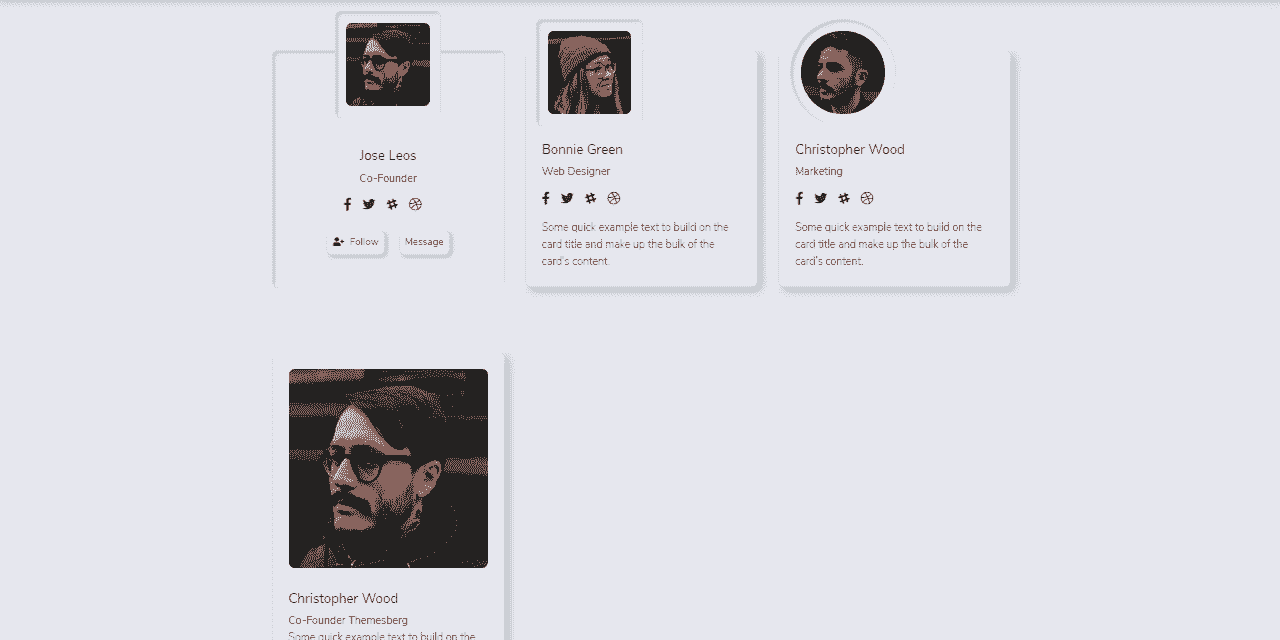 Jose Leos
Co-Founder
Follow
Message
Bonnie Green
Web Designer
Some quick example text to build on the
card title and make up the bulk of the
card's content.
Christopher Wood
Marketing
Some quick example text to build on the
card title and make up the bulk of the
card's content.
Christopher Wood
Co-Founder Themesberg
Some quick example text to build on the